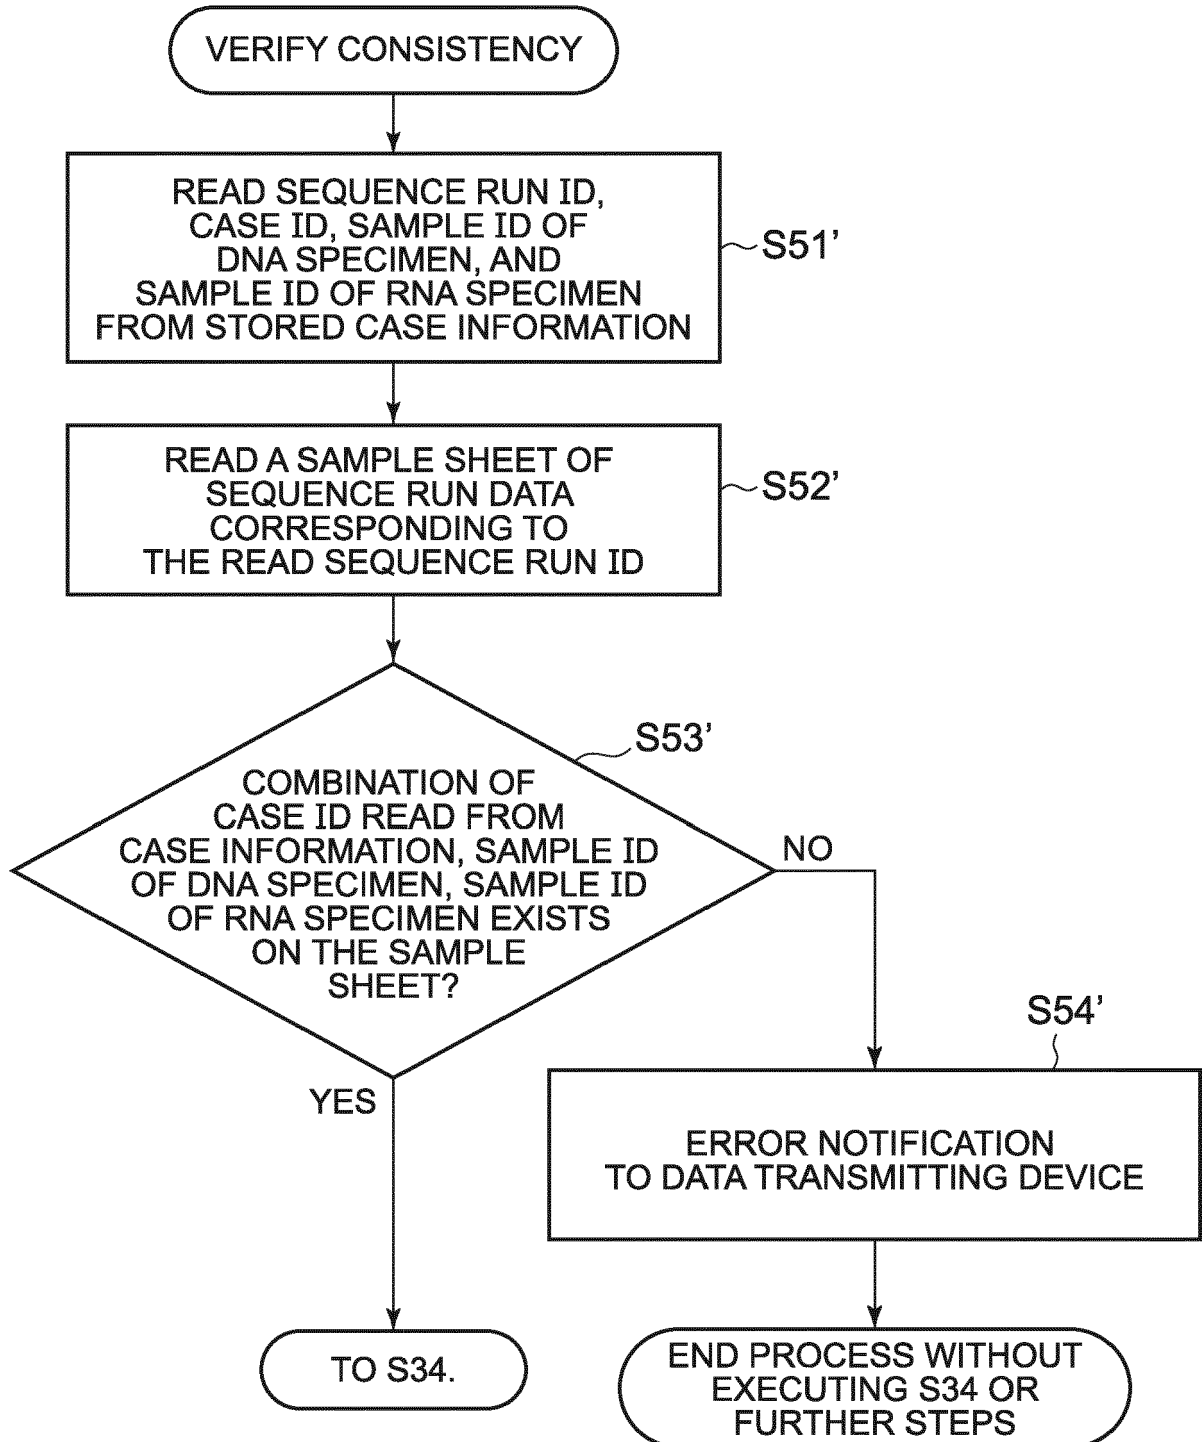 VERIFY CONSISTENCY
READ SEQUENCE RUN ID,
CASE ID, SAMPLE ID OF
DNA SPECIMEN, AND
SAMPLE ID OF RNA SPECIMEN
FROM STORED CASE INFORMATION
S51’
READ A SAMPLE SHEET OF
SEQUENCE RUN DATA
CORRESPONDING TO
THE READ SEQUENCE RUN ID
S52’
S53’
COMBINATION OF
CASE ID READ FROM
CASE INFORMATION, SAMPLE ID
OF DNA SPECIMEN, SAMPLE ID
OF RNA SPECIMEN EXISTS
ON THE SAMPLE
SHEET?
NO
YES
S54’
ERROR NOTIFICATION
TO DATA TRANSMITTING DEVICE
TO S34.
END PROCESS WITHOUT
EXECUTING S34 OR
FURTHER STEPS